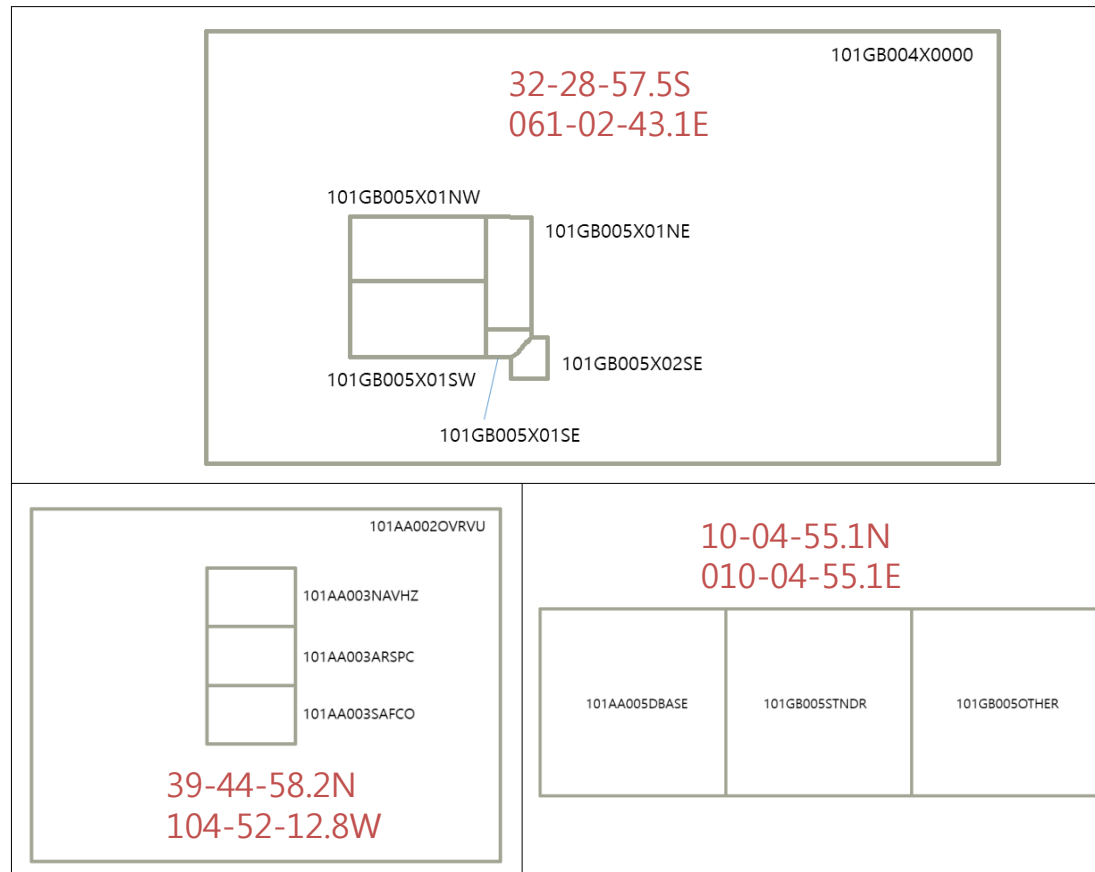 101GB004X0000
32-28-57.5S
061-02-43.1E
101GB005X01NW
101GB005X01NE
101GB005X02SE
101GB005X01SW
101GB005X01SE
101AA002OVRVU
101AA003NAVHZ
101AA003ARSPC
101AA003SAFCO
39-44-58.2N
104-52-12.8W
10-04-55.1N
010-04-55.1E
101AA005DBASE
101GB005STNDR
101GB005OTHER